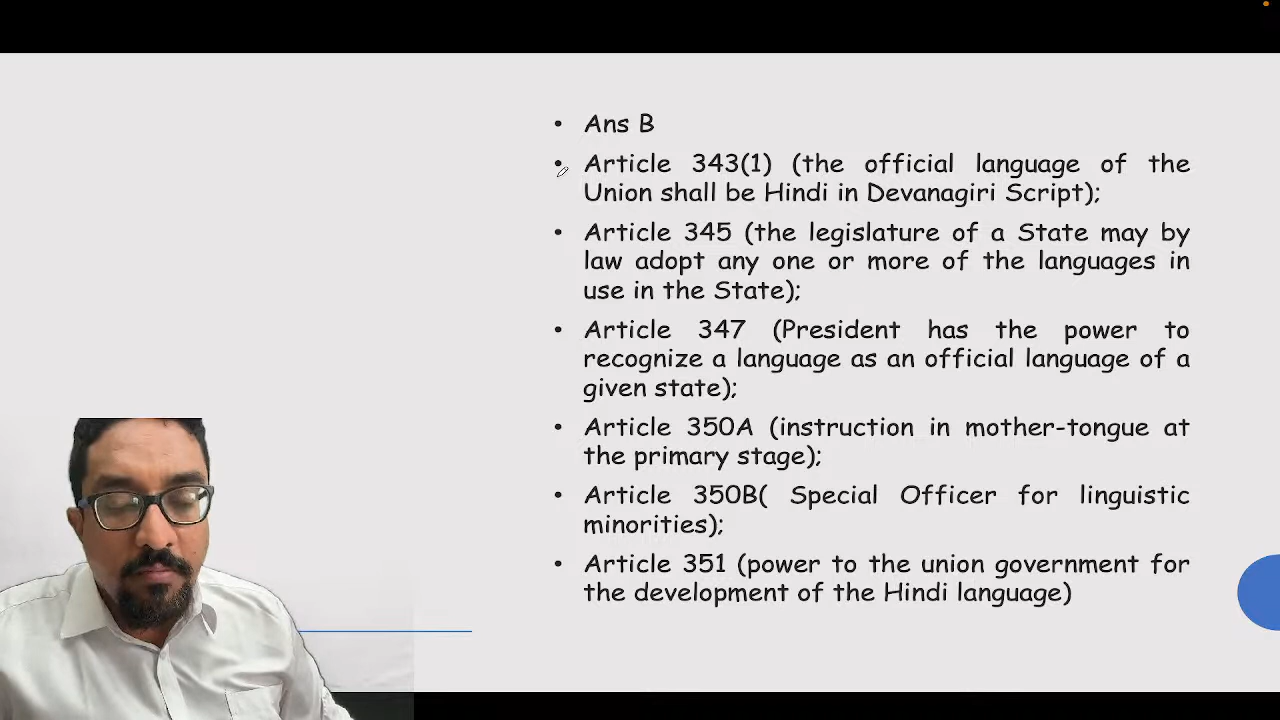 • Ans B
• Article 343(1) (the official language of the
Union shall be Hindi in Devanagiri Script);
• Article 345 (the legislature of a State may by
law adopt any one or more of the languages in
use in the State);
• Article 347 (President has the power to
recognize a language as an official language of a
given state);
• Article 350A (instruction in mother-tongue at
the primary stage);
• Article 350B( Special Officer for linguistic
minorities);
• Article 351 (power to the union government for
the development of the Hindi language)